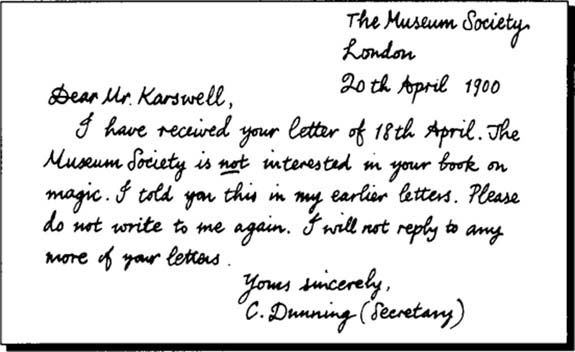 The Museum Society
London
20th April 1900
Dear Mr. Karswell,
I have received your letter of 18th April. The
Museum Society is not interested in your book on
magic. I told you this in my earlier letters. Please
do not write to me again. I will not reply to any
more of your letters.
Yours sincerely,
C. Dunning (Secretary)